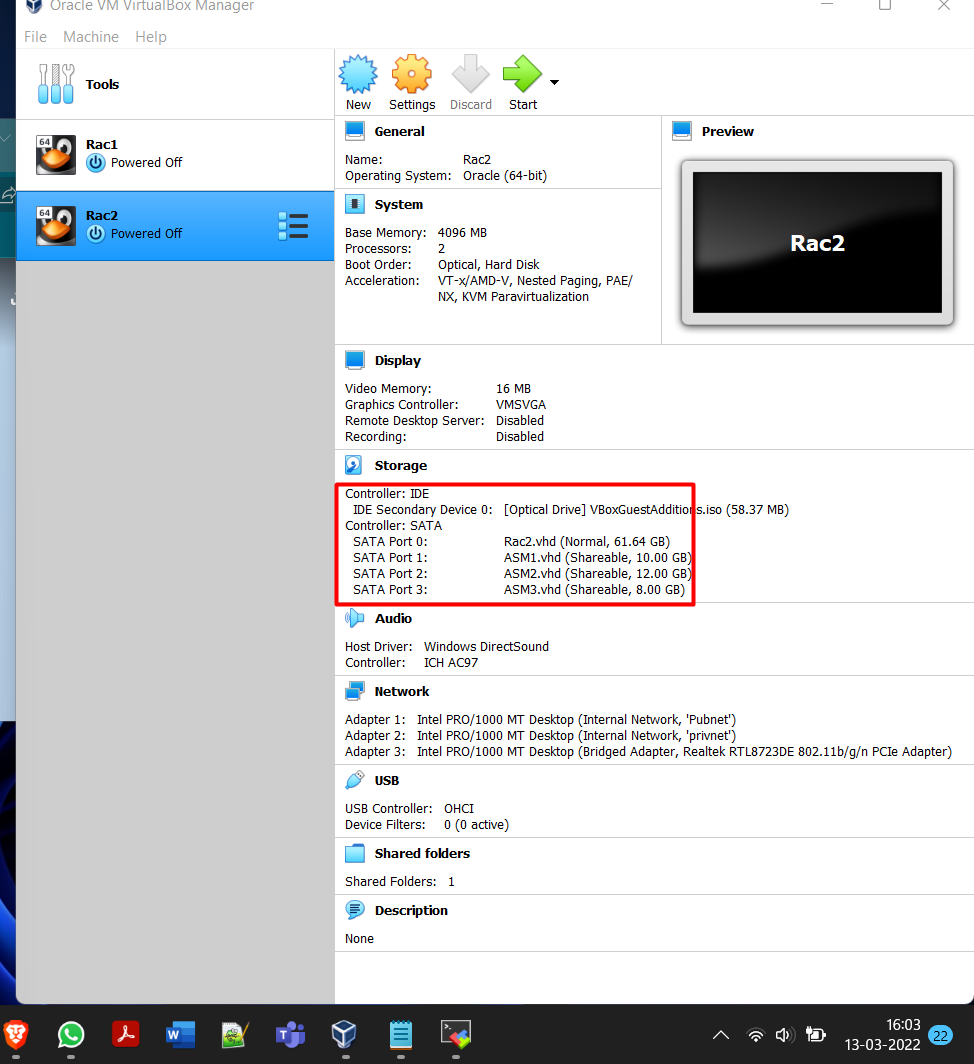 Oracle VM VirtualBox Manager
File Machine Help
Tools
New Settings Discard Start
64
Rac1
Powered Off
64
Rac2
Powered Off
General
Name: Rac2
Operating System: Oracle (64-bit)
Preview
Rac2
System
Base Memory: 4096 MB
Processors: 2
Boot Order: Optical, Hard Disk
Acceleration: VT-x/AMD-V, Nested Paging, PAE/
NX, KVM Paravirtualization
Display
Video Memory: 16 MB
Graphics Controller: VMSVGA
Remote Desktop Server: Disabled
Recording: Disabled
Storage
Controller: IDE
IDE Secondary Device 0: [Optical Drive] VBoxGuestAdditions.iso (58.37 MB)
Controller: SATA
SATA Port 0: Rac2.vhd (Normal, 61.64 GB)
SATA Port 1: ASM1.vhd (Shareable, 10.00 GB)
SATA Port 2: ASM2.vhd (Shareable, 12.00 GB)
SATA Port 3: ASM3.vhd (Shareable, 8.00 GB)
Audio
Host Driver: Windows DirectSound
Controller: ICH AC97
Network
Adapter 1: Intel PRO/1000 MT Desktop (Internal Network, 'Pubnet')
Adapter 2: Intel PRO/1000 MT Desktop (Internal Network, 'privnet')
Adapter 3: Intel PRO/1000 MT Desktop (Bridged Adapter, Realtek RTL8723DE 802.11b/g/n PCIe Adapter)
USB
USB Controller: OHCI
Device Filters: 0 (0 active)
Shared folders
Shared Folders: 1
Description
None
16:03
13-03-2022 22